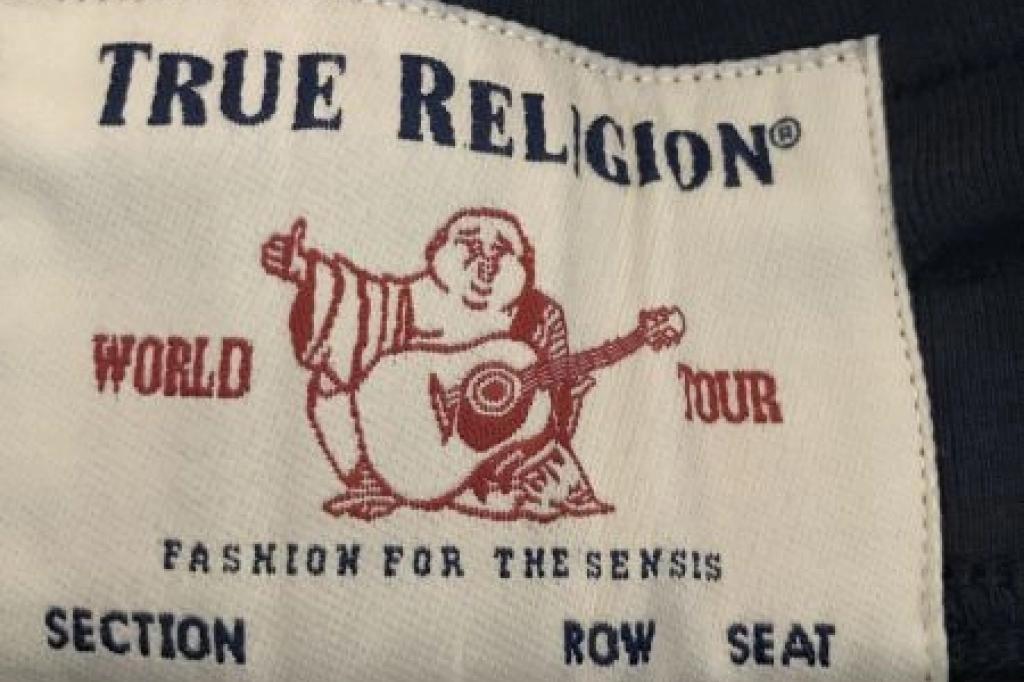 TRUE RELIGION®
WORLD TOUR
FASHION FOR THE SENSIS
SECTION ROW SEAT